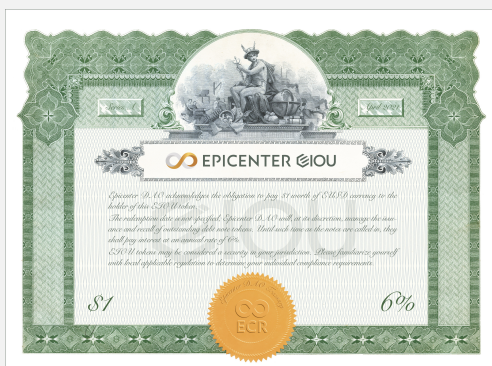 EPICENTER EIOU
Epicenter DAO acknowledges the obligation to pay $1 worth of EUSD currency to the
holder of this EIOU token.
The redemption date is not specified. Epicenter DAO will, at its discretion, manage the issu-
ance and recall of outstanding debt note tokens. Until such time as the notes are called in, they
shall pay interest at an annual rate of 6%.
EIOU tokens may be considered a security in your jurisdiction. Please familiarize yourself
with local applicable regulation to determine your individual compliance requirements.
IOU
$1
6%
Epicenter DAO
ECR